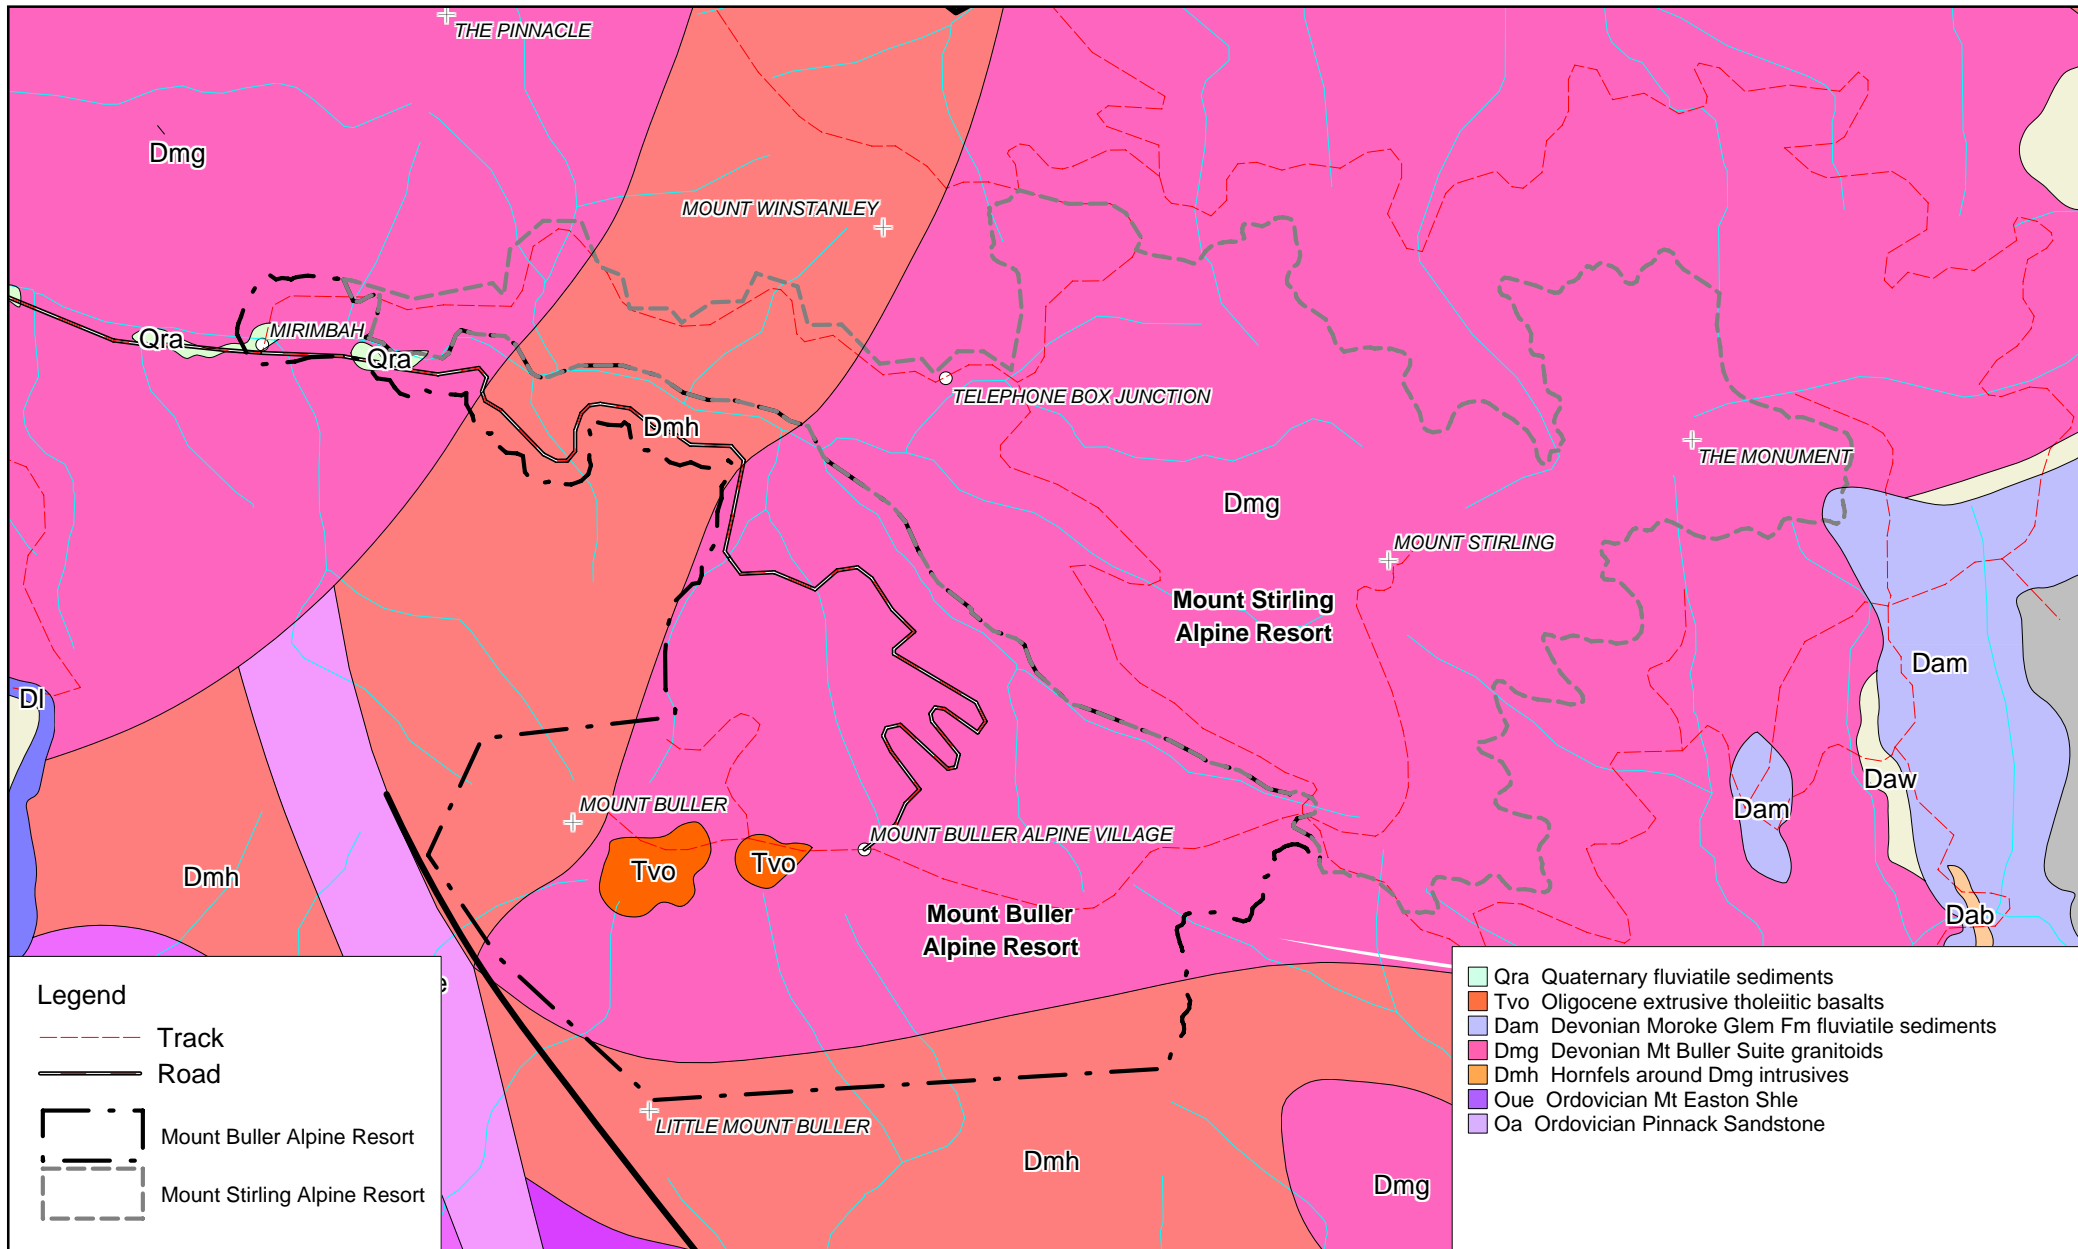 THE PINNACLE
Dmg
MOUNT WINSTANLEY
Qra
MIRIMBAH
Qra
TELEPHONE BOX JUNCTION
Dmh
THE MONUMENT
Dmg
MOUNT STIRLING
Mount Stirling
Alpine Resort
Dam
Dl
MOUNT BULLER
MOUNT BULLER ALPINE VILLAGE
Daw
Dam
Tvo
Tvo
Dmh
Mount Buller
Alpine Resort
Dab
e
LITTLE MOUNT BULLER
Dmh
Dmg
Legend
Track
Road
Mount Buller Alpine Resort
Mount Stirling Alpine Resort
Qra Quaternary fluviatile sediments
Tvo Oligocene extrusive tholeiitic basalts
Dam Devonian Moroke Glem Fm fluviatile sediments
Dmg Devonian Mt Buller Suite granitoids
Dmh Hornfels around Dmg intrusives
Oue Ordovician Mt Easton Shle
Oa Ordovician Pinnack Sandstone